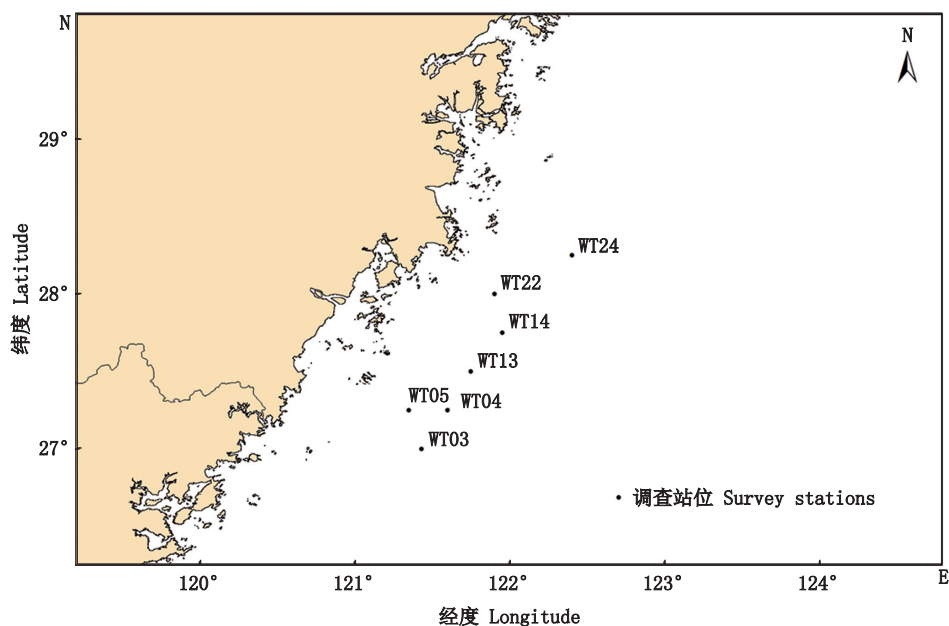 N
N
29°
WT24
WT22
28°
WT14
WT13
WT05
WT04
WT03
27°
调查站位 Survey stations
纬度 Latitude
120°
121°
122°
123°
124°
E
经度 Longitude